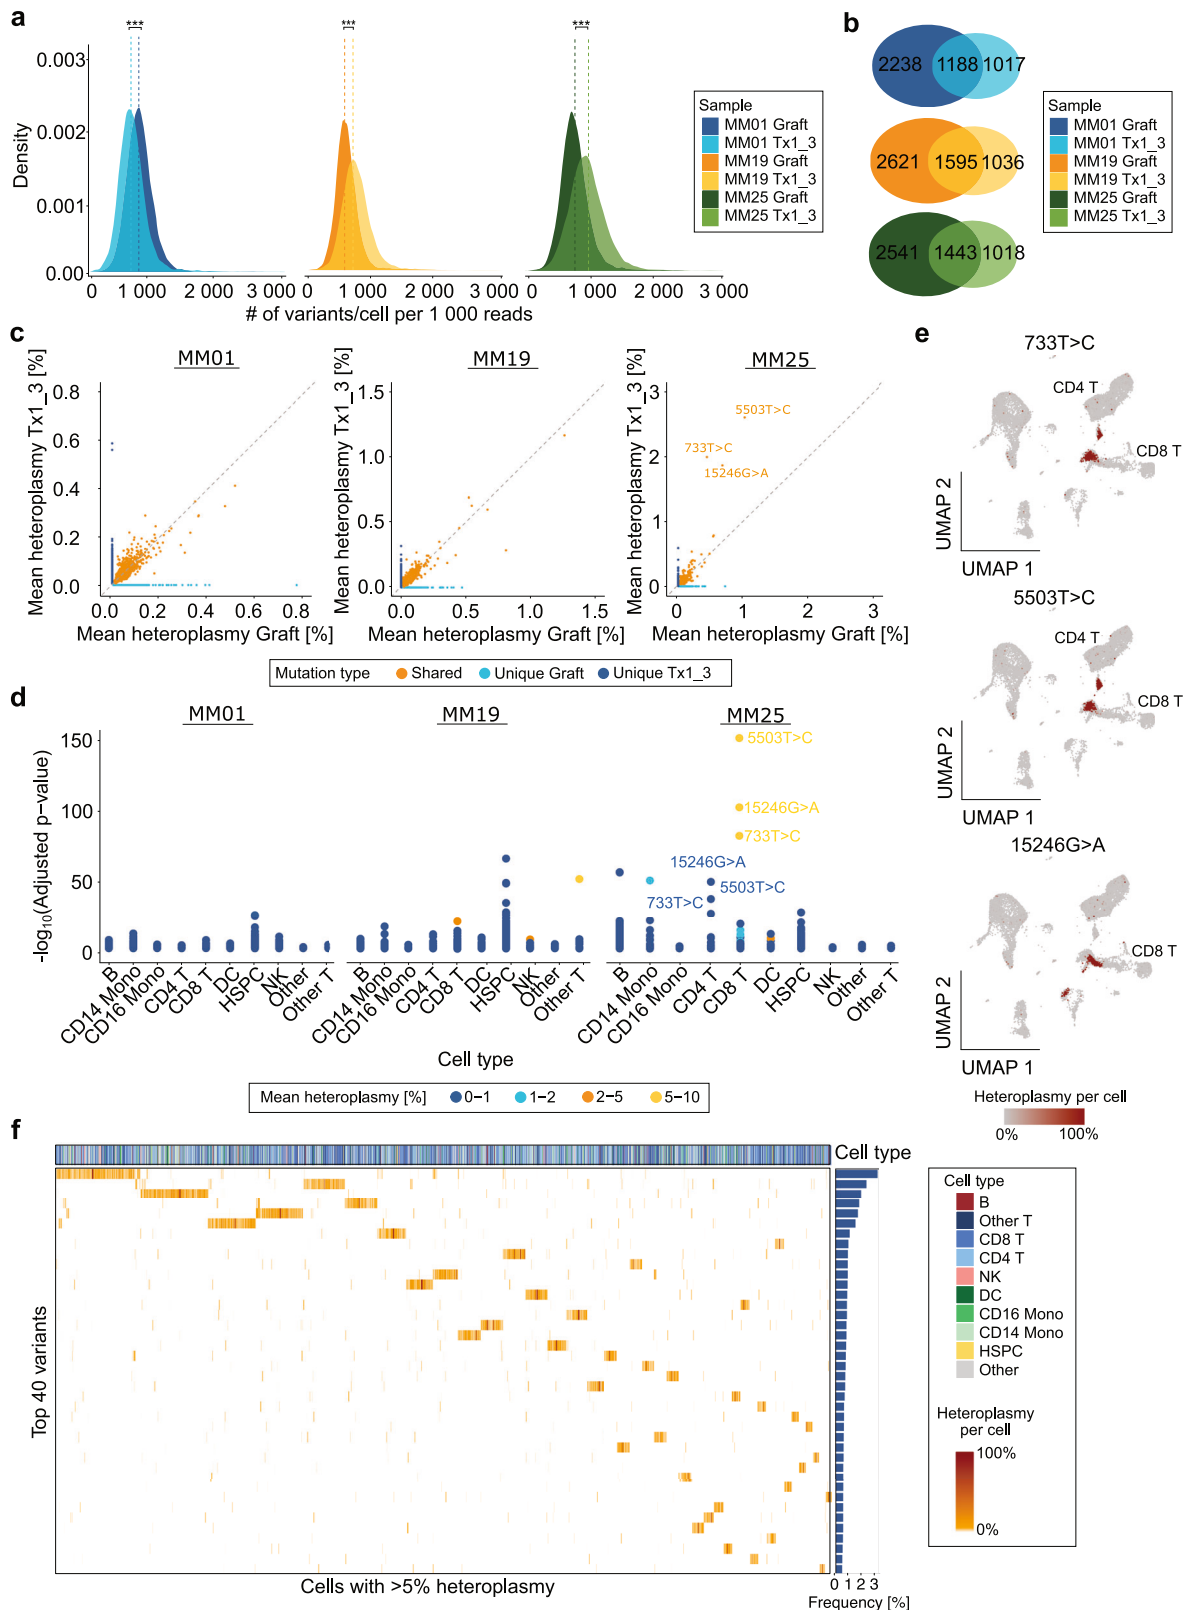 a
***
***
***
0.003
0.002
0.001
0.00
Density
0
1 000
2 000
3 000
0
1 000
2 000
3 000
0
1 000
2 000
3 000
# of variants/cell per 1 000 reads
Sample
MM01 Graft
MM01 Tx1_3
MM19 Graft
MM19 Tx1_3
MM25 Graft
MM25 Tx1_3
b
2238 1188 1017
2621 1595 1036
2541 1443 1018
Sample
MM01 Graft
MM01 Tx1_3
MM19 Graft
MM19 Tx1_3
MM25 Graft
MM25 Tx1_3
c
MM01
Mean heteroplasmy Tx1_3 [%]
0.8
0.6
0.4
0.2
0.0
0.0 0.2 0.4 0.6 0.8
Mean heteroplasmy Graft [%]
MM19
Mean heteroplasmy Tx1_3 [%]
1.5
1.0
0.5
0.0
0.0 0.5 1.0 1.5
Mean heteroplasmy Graft [%]
MM25
Mean heteroplasmy Tx1_3 [%]
3
2
1
0
5503T>C
733T>C
15246G>A
0 1 2 3
Mean heteroplasmy Graft [%]
Mutation type Shared Unique Graft Unique Tx1_3
d
MM01
MM19
MM25
-log10(Adjusted p−value)
150
100
50
0
5503T>C
15246G>A
733T>C
15246G>A
5503T>C
733T>C
B
CD14 Mono
CD16 Mono
CD4 T
CD8 T
DC
HSPC
NK
Other
Other T
B
CD14 Mono
CD16 Mono
CD4 T
CD8 T
DC
HSPC
NK
Other
Other T
B
CD14 Mono
CD16 Mono
CD4 T
CD8 T
DC
HSPC
NK
Other
Other T
Cell type
Mean heteroplasmy [%] 0−1 1−2 2−5 5−10
e
733T>C
CD4 T
CD8 T
UMAP 2
UMAP 1
5503T>C
CD4 T
CD8 T
UMAP 2
UMAP 1
15246G>A
CD8 T
UMAP 2
UMAP 1
Heteroplasmy per cell
0% 100%
f
Cell type
Top 40 variants
Cells with >5% heteroplasmy
0 1 2 3
Frequency [%]
Cell type
B
Other T
CD8 T
CD4 T
NK
DC
CD16 Mono
CD14 Mono
HSPC
Other
Heteroplasmy
per cell
100%
0%